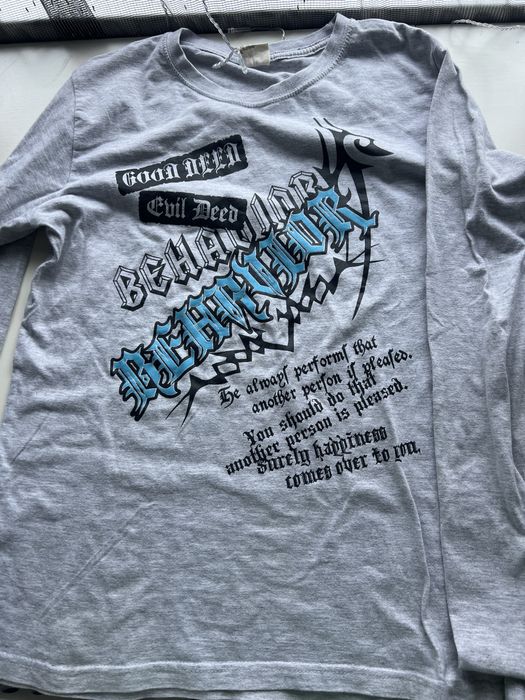 GOOD DEED
Evil Deed
BEHAVIOR
BEHAVIOR
He always performs that
another person is pleased.
You should do that
another person is pleased.
Surely happiness
comes over to you.